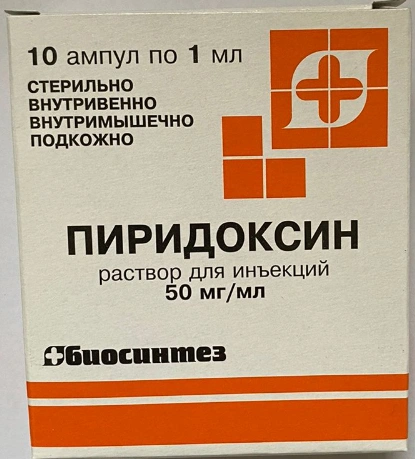 10 ампул по 1 мл
СТЕРИЛЬНО
ВНУТРИВЕННО
ВНУТРИМЫШЕЧНО
ПОДКОЖНО
ПИРИДОКСИН
раствор для инъекций
50 мг/мл
биосинтез